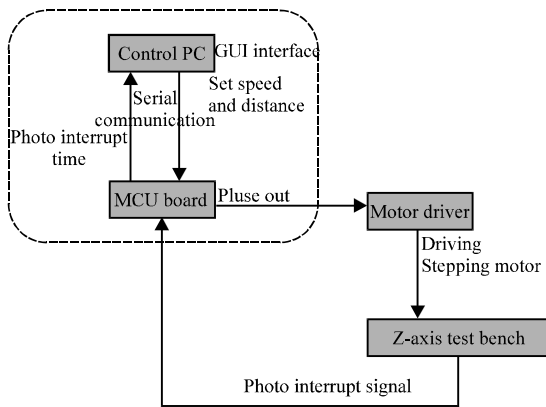 Control PC
GUI interface
Serial
communication
Set speed
and distance
Photo interrupt
time
MCU board
Pluse out
Motor driver
Driving
Stepping motor
Z-axis test bench
Photo interrupt signal